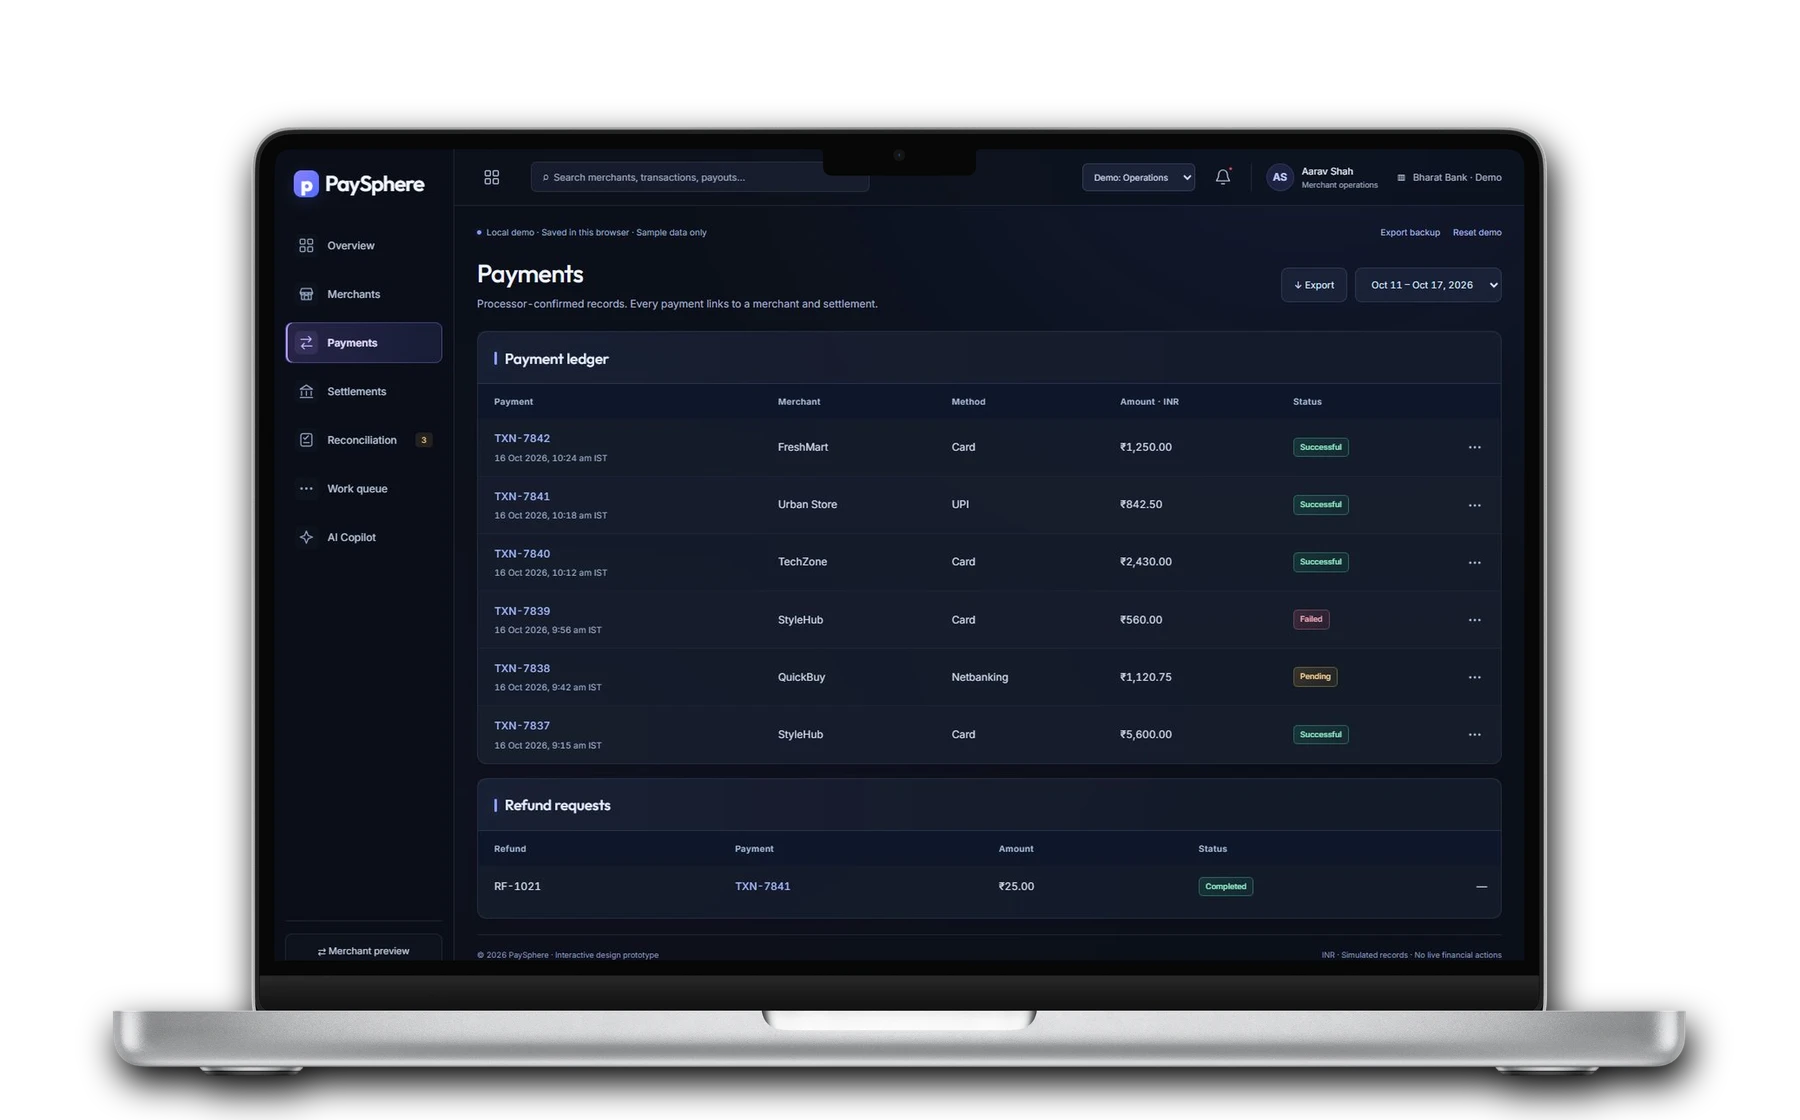 PaySphere
Search merchants, transactions, payouts...
Demo: Operations
AS
Aarav Shah
Merchant operations
Bharat Bank · Demo
Overview
Merchants
Payments
Settlements
Reconciliation 3
Work queue
AI Copilot
⇄ Merchant preview
Local demo · Saved in this browser · Sample data only
Export backup Reset demo
Payments
Processor-confirmed records. Every payment links to a merchant and settlement.
↓ Export
Oct 11 – Oct 17, 2026
Payment ledger
Payment Merchant Method Amount · INR Status
TXN-7842
16 Oct 2026, 10:24 am IST
FreshMart Card ₹1,250.00 Successful ···
TXN-7841
16 Oct 2026, 10:18 am IST
Urban Store UPI ₹842.50 Successful ···
TXN-7840
16 Oct 2026, 10:12 am IST
TechZone Card ₹2,430.00 Successful ···
TXN-7839
16 Oct 2026, 9:56 am IST
StyleHub Card ₹560.00 Failed ···
TXN-7838
16 Oct 2026, 9:42 am IST
QuickBuy Netbanking ₹1,120.75 Pending ···
TXN-7837
16 Oct 2026, 9:15 am IST
StyleHub Card ₹5,600.00 Successful ···
Refund requests
Refund Payment Amount Status
RF-1021 TXN-7841 ₹25.00 Completed —
© 2026 PaySphere · Interactive design prototype
INR · Simulated records · No live financial actions